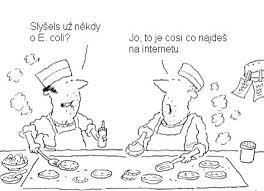 Slyšels už někdy
o E. coli?
Jo, to je cosi co najdeš
na internetu